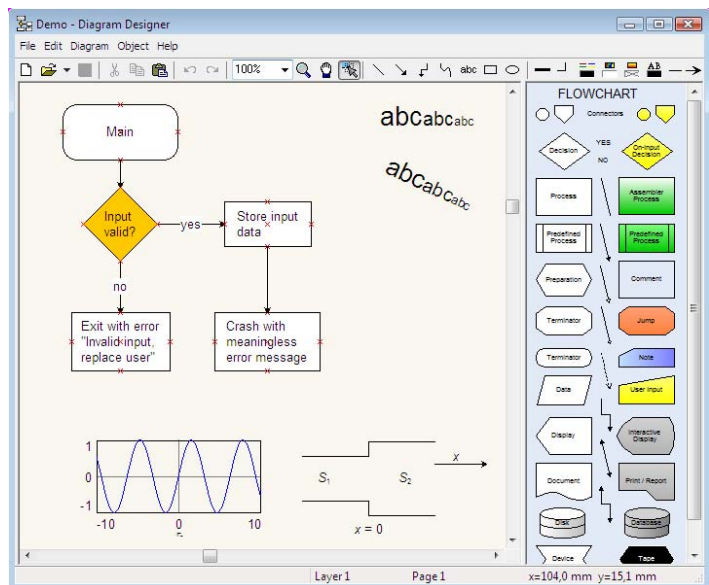 Demo - Diagram Designer
File Edit Diagram Object Help
100%
abc
AB
Main
Input
valid?
yes
Store input
data
no
Exit with error
"Invalid input,
replace user"
Crash with
meaningless
error message
abcabcabc
abcabcabc
1
0
-1
-10
0
10
S1
S2
x
x = 0
FLOWCHART
Connectors
Decision
YES
NO
On-Input
Decision
Process
Assembler
Process
Predefined
Process
Predefined
Process
Preparation
Comment
Terminator
Jump
Terminator
Note
Data
User input
Display
Interactive
Display
Document
Print / Report
Disk
Database
Device
Tape
Layer 1
Page 1
x=104,0 mm y=15,1 mm